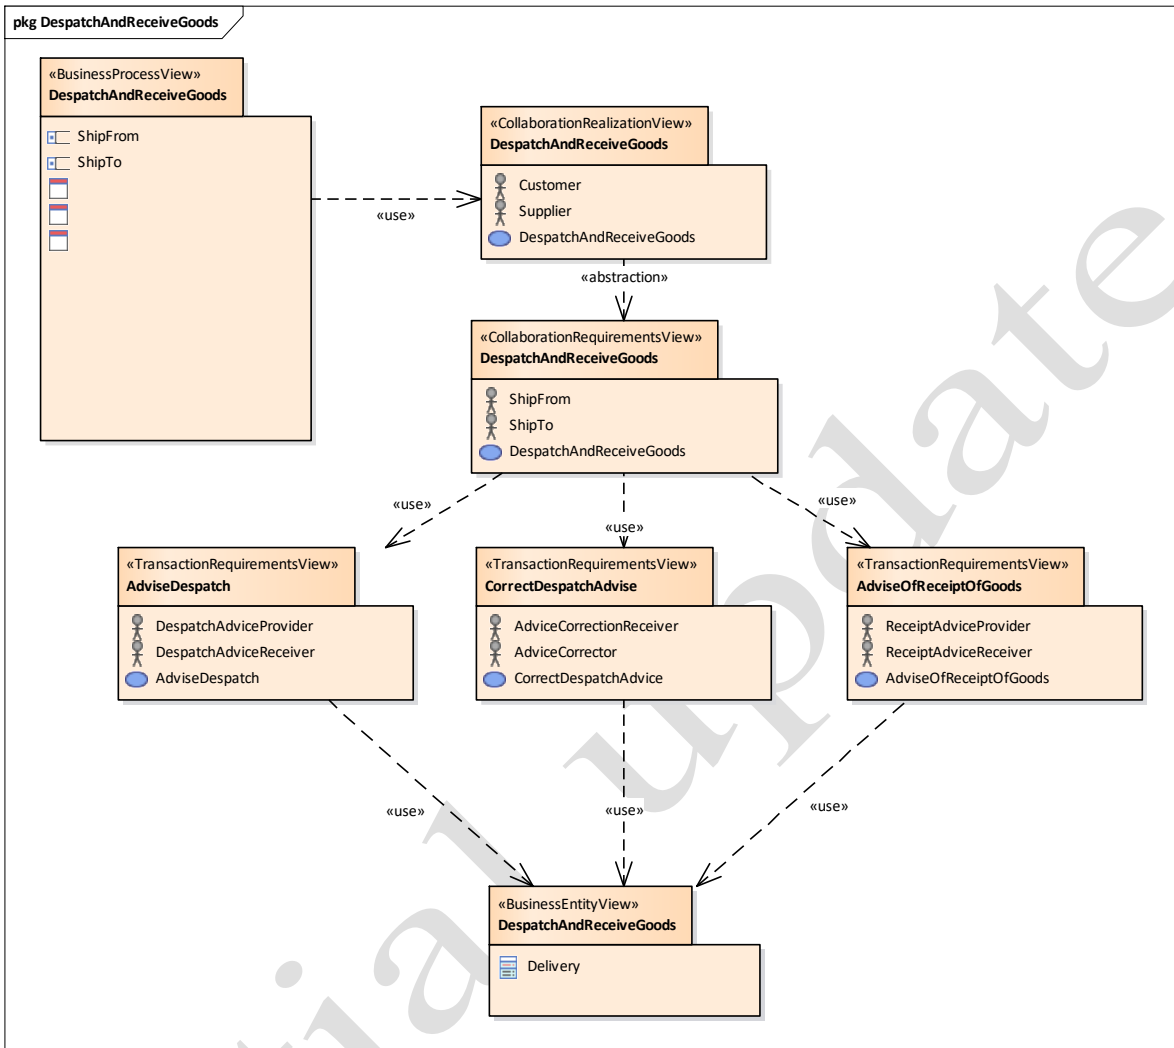 pkg DespatchAndReceiveGoods
«BusinessProcessView»
DespatchAndReceiveGoods
ShipFrom
ShipTo
«use»
«CollaborationRealizationView»
DespatchAndReceiveGoods
Customer
Supplier
DespatchAndReceiveGoods
«abstraction»
«CollaborationRequirementsView»
DespatchAndReceiveGoods
ShipFrom
ShipTo
DespatchAndReceiveGoods
«use»
«use»
«use»
«TransactionRequirementsView»
AdviseDespatch
DespatchAdviceProvider
DespatchAdviceReceiver
AdviseDespatch
«TransactionRequirementsView»
CorrectDespatchAdvise
AdviceCorrectionReceiver
AdviceCorrector
CorrectDespatchAdvice
«TransactionRequirementsView»
AdviseOfReceiptOfGoods
ReceiptAdviceProvider
ReceiptAdviceReceiver
AdviseOfReceiptOfGoods
«use»
«use»
«use»
«BusinessEntityView»
DespatchAndReceiveGoods
Delivery
tial update